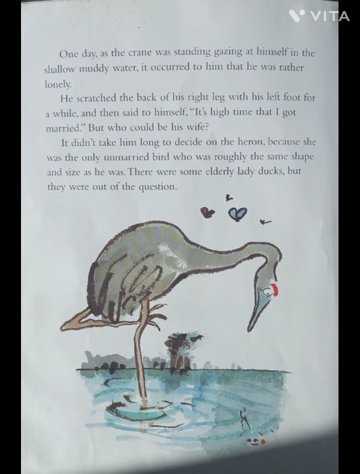 VITA
One day, as the crane was standing gazing at himself in the
shallow muddy water, it occurred to him that he was rather
lonely.
He scratched the back of his right leg with his left foot for
a while, and then said to himself, "It's high time that I got
married." But who could be his wife?
It didn't take him long to decide on the heron, because she
was the only unmarried bird who was roughly the same shape
and size as he was. There were some elderly lady ducks, but
they were out of the question.